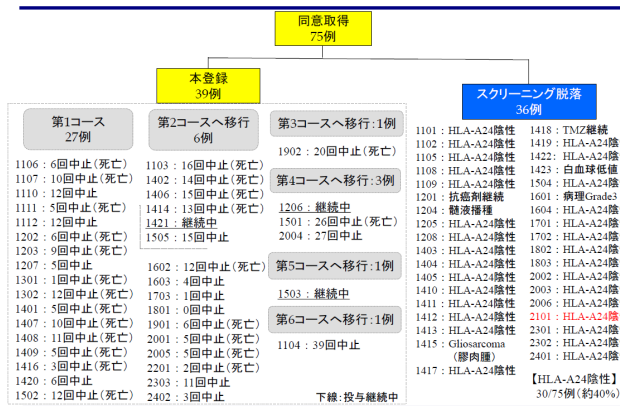 同意取得
75例
本登録
39例
スクリーニング脱落
36例
第1コース
27例
1106 : 6回中止(死亡)
1107 : 10回中止(死亡)
1110 : 12回中止
1111 : 5回中止(死亡)
1112 : 12回中止
1202 : 6回中止(死亡)
1203 : 9回中止(死亡)
1207 : 5回中止
1301 : 1回中止(死亡)
1302 : 12回中止(死亡)
1401 : 5回中止(死亡)
1407 : 10回中止(死亡)
1408 : 11回中止(死亡)
1409 : 5回中止(死亡)
1416 : 3回中止(死亡)
1420 : 6回中止
1502 : 12回中止(死亡)
第2コースへ移行
6例
1103 : 16回中止(死亡)
1402 : 14回中止(死亡)
1406 : 15回中止(死亡)
1414 : 13回中止(死亡)
1421 : 継続中
1505 : 15回中止
1602 : 12回中止(死亡)
1603 : 4回中止
1703 : 1回中止
1801 : 0回中止
1901 : 6回中止(死亡)
2001 : 5回中止(死亡)
2005 : 5回中止(死亡)
2201 : 2回中止(死亡)
2303 : 11回中止
2402 : 3回中止
第3コースへ移行:1例
1902 : 20回中止(死亡)
第4コースへ移行:3例
1206 : 継続中
1501 : 26回中止(死亡)
2004 : 27回中止
第5コースへ移行:1例
1503 : 継続中
第6コースへ移行:1例
1104 : 39回中止
下線:投与継続中
1101 : HLA-A24陰性
1102 : HLA-A24陰性
1105 : HLA-A24陰性
1108 : HLA-A24陰性
1109 : HLA-A24陰性
1201 : 抗癌剤継続
1204 : 髄液播種
1205 : HLA-A24陰性
1208 : HLA-A24陰性
1403 : HLA-A24陰性
1404 : HLA-A24陰性
1405 : HLA-A24陰性
1410 : HLA-A24陰性
1411 : HLA-A24陰性
1412 : HLA-A24陰性
1413 : HLA-A24陰性
1415 : Gliosarcoma
(膠肉腫)
1417 : HLA-A24陰性
1418 : TMZ継続
1419 : HLA-A24陰
1422: HLA-A24陰
1423 : 白血球低値
1504 : HLA-A24陰
1601 : 病理Grade3
1604 : HLA-A24陰
1701 : HLA-A24陰
1702 : HLA-A24陰
1802 : HLA-A24陰
1803 : HLA-A24陰
2002 : HLA-A24陰
2003 : HLA-A24陰
2006 : HLA-A24陰
2101 : HLA-A24陰
2301 : HLA-A24陰
2302 : HLA-A24陰
2401 : HLA-A24陰
【HLA-A24陰性】
30/75例(約40%)